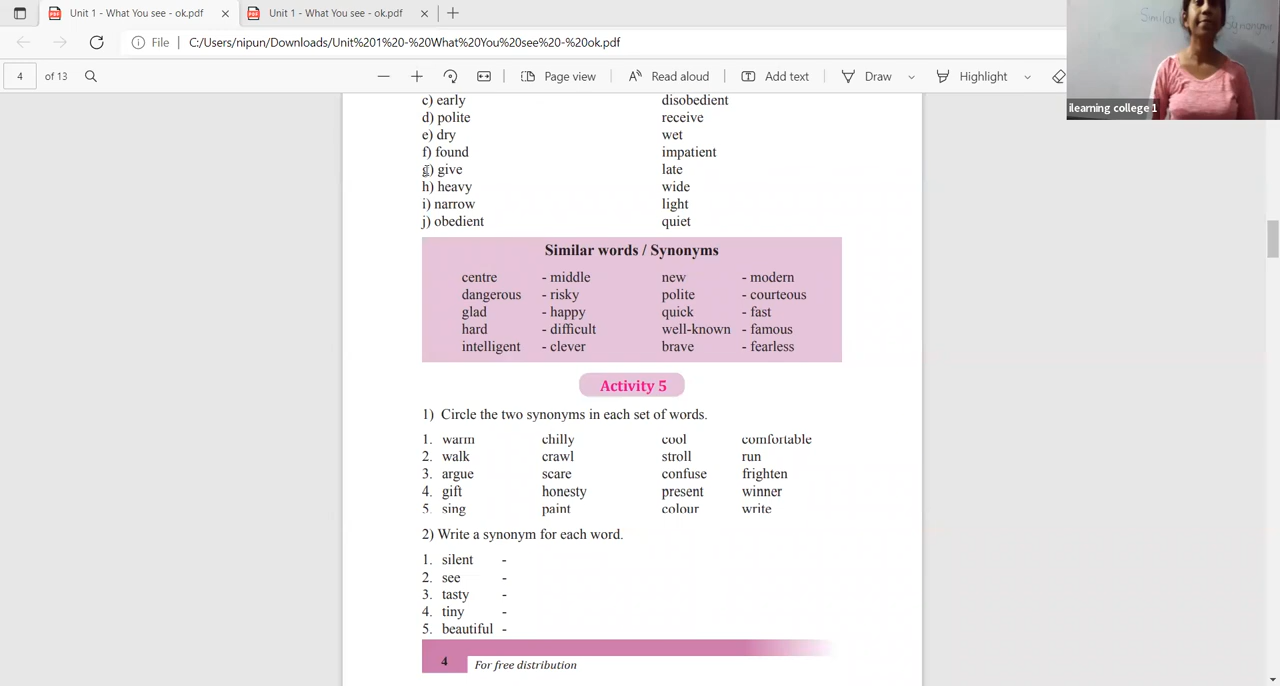 Unit 1 - What You see - ok.pdf
Unit 1 - What You see - ok.pdf
File | C:/Users/nipun/Downloads/Unit%201%20-%20What%20You%20see%20-%20ok.pdf
4 of 13 Page view Read aloud Add text Draw Highlight
Similar
ilearning college 1
c) early disobedient
d) polite receive
e) dry wet
f) found impatient
g) give late
h) heavy wide
i) narrow light
j) obedient quiet
Similar words / Synonyms
centre - middle new - modern
dangerous - risky polite - courteous
glad - happy quick - fast
hard - difficult well-known - famous
intelligent - clever brave - fearless
Activity 5
1) Circle the two synonyms in each set of words.
1. warm chilly cool comfortable
2. walk crawl stroll run
3. argue scare confuse frighten
4. gift honesty present winner
5. sing paint colour write
2) Write a synonym for each word.
1. silent -
2. see -
3. tasty -
4. tiny -
5. beautiful -
4 For free distribution